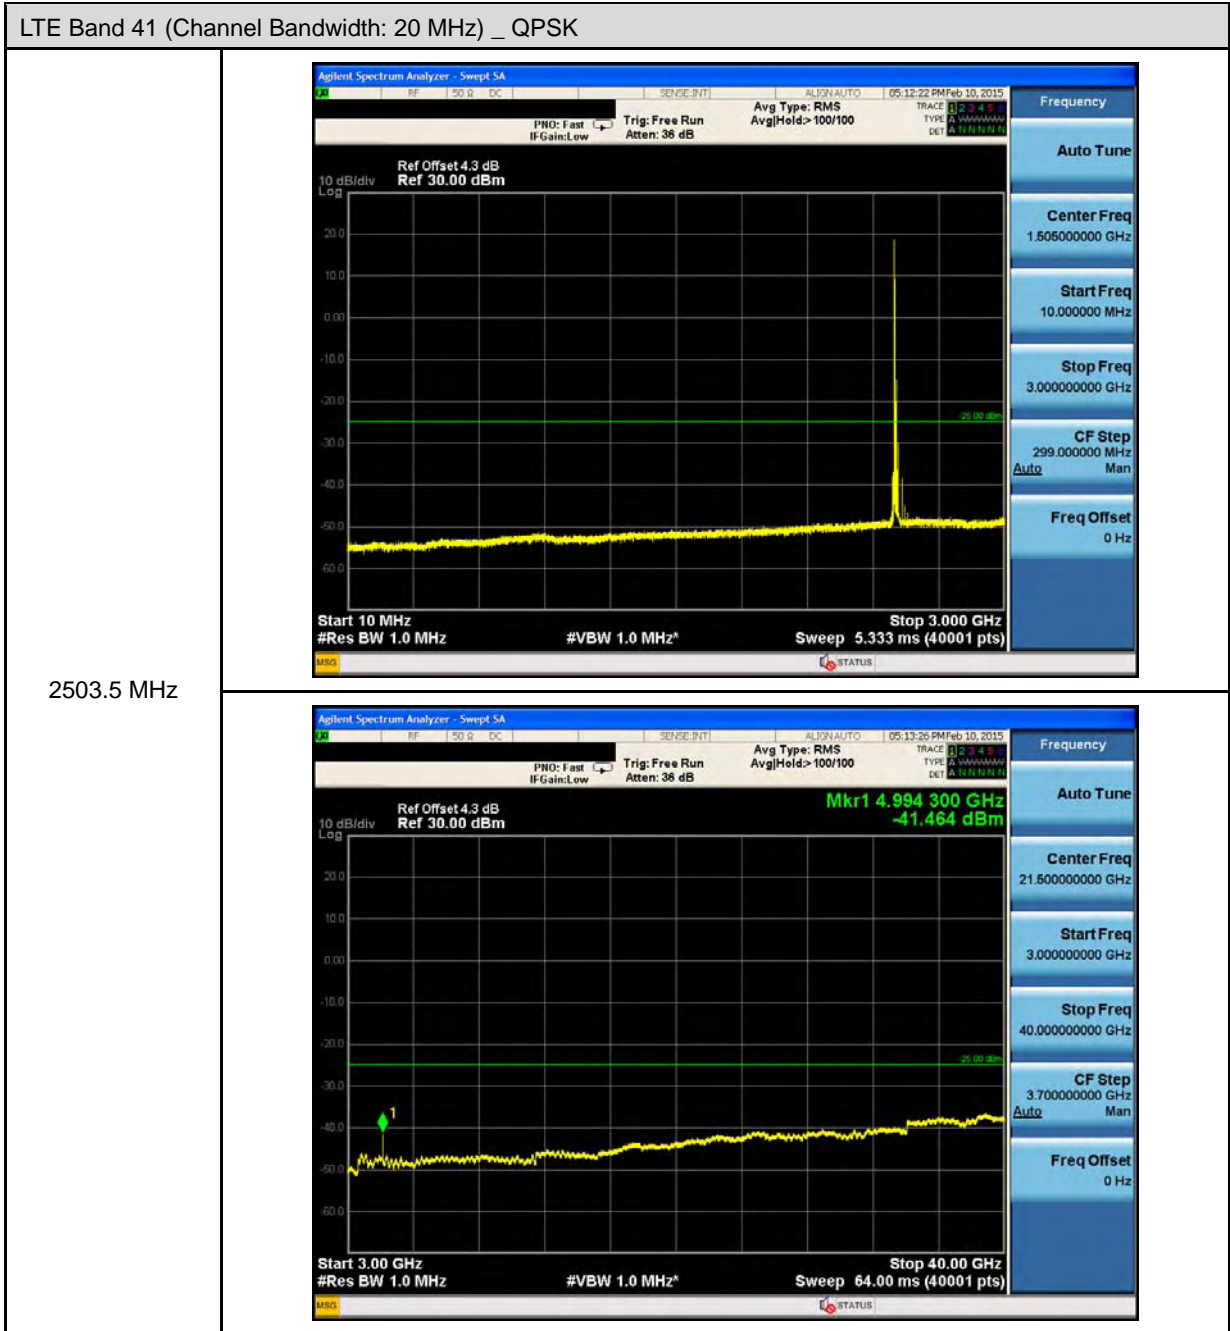 LTE Band 41 (Channel Bandwidth: 20 MHz) _ QPSK
2503.5 MHz
Agilent Spectrum Analyzer - Swept SA
RF 50 Ω DC SENSE:INT ALIGN AUTO 05:12:22 PM Feb 10, 2015
PNO: Fast Trig: Free Run Avg Type: RMS TRACE 1 2 3 4 5 6
IFGain:Low Atten: 36 dB Avg|Hold:>100/100 TYPE A WWWWW
DET A N N N N N
Ref Offset 4.3 dB
10 dB/div Ref 30.00 dBm
Log
20.0
10.0
0.00
-10.0
-20.0
-25.00 dBm
-30.0
-40.0
-50.0
-60.0
Start 10 MHz Stop 3.000 GHz
#Res BW 1.0 MHz #VBW 1.0 MHz* Sweep 5.333 ms (40001 pts)
MSG STATUS
Frequency
Auto Tune
Center Freq
1.505000000 GHz
Start Freq
10.000000 MHz
Stop Freq
3.000000000 GHz
CF Step
299.000000 MHz
Auto Man
Freq Offset
0 Hz
Agilent Spectrum Analyzer - Swept SA
RF 50 Ω DC SENSE:INT ALIGN AUTO 05:13:26 PM Feb 10, 2015
PNO: Fast Trig: Free Run Avg Type: RMS TRACE 1 2 3 4 5 6
IFGain:Low Atten: 36 dB Avg|Hold:>100/100 TYPE A WWWWW
DET A N N N N N
Mkr1 4.994 300 GHz
-41.464 dBm
Ref Offset 4.3 dB
10 dB/div Ref 30.00 dBm
Log
20.0
10.0
0.00
-10.0
-20.0
-25.00 dBm
-30.0
1
-40.0
-50.0
-60.0
Start 3.00 GHz Stop 40.00 GHz
#Res BW 1.0 MHz #VBW 1.0 MHz* Sweep 64.00 ms (40001 pts)
MSG STATUS
Frequency
Auto Tune
Center Freq
21.500000000 GHz
Start Freq
3.000000000 GHz
Stop Freq
40.000000000 GHz
CF Step
3.700000000 GHz
Auto Man
Freq Offset
0 Hz